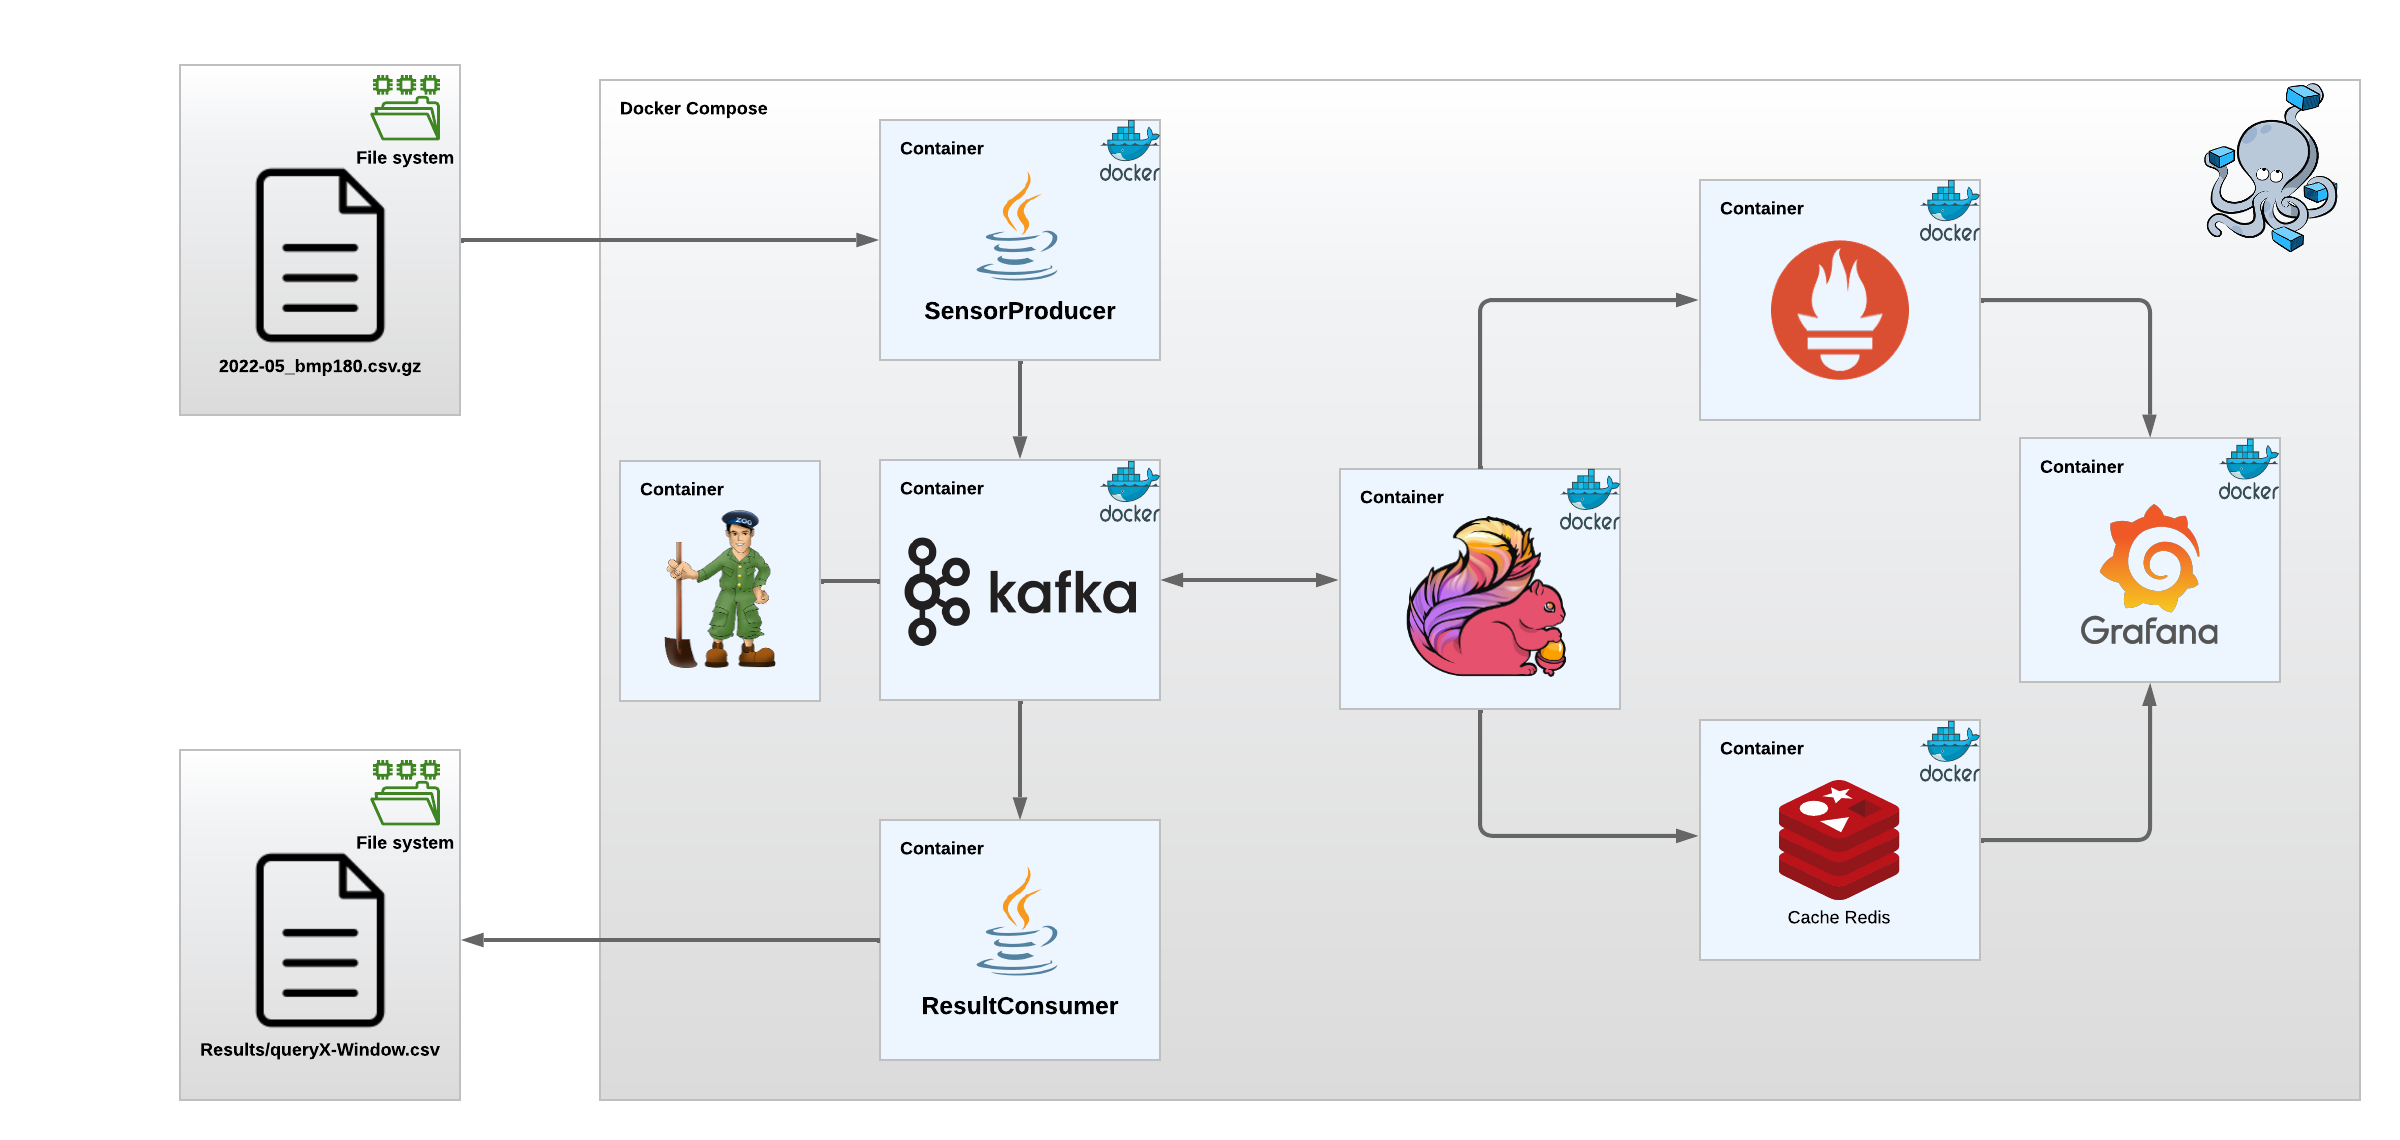 File system
2022-05_bmp180.csv.gz
Docker Compose
Container
docker
SensorProducer
Container
ZOO
Container
docker
kafka
Container
docker
Container
docker
Container
docker
Grafana
Container
docker
Cache Redis
Container
ResultConsumer
File system
Results/queryX-Window.csv